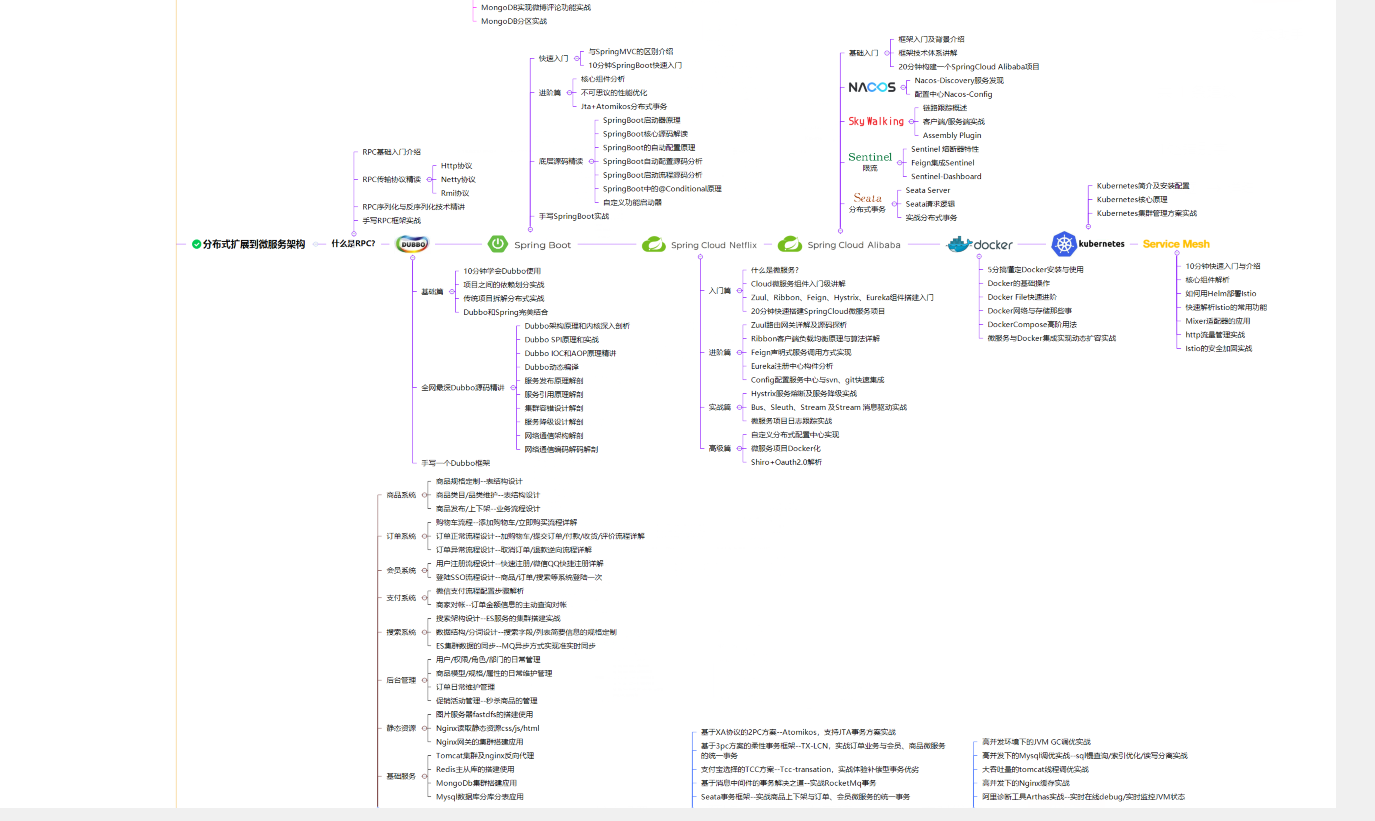 MongoDB实现微博评论功能实战
MongoDB分区实战
快速入门
与SpringMVC的区别介绍
10分钟SpringBoot快速入门
进阶篇
核心组件分析
不可思议的性能优化
Jta+Atomikos分布式事务
底层源码精读
SpringBoot启动器原理
SpringBoot核心源码解读
SpringBoot的自动配置原理
SpringBoot自动配置源码分析
SpringBoot启动流程源码分析
SpringBoot中的@Conditional原理
自定义功能启动器
手写SpringBoot实战
基础入门
框架入门及背景介绍
框架技术体系讲解
20分钟构建一个SpringCloud Alibaba项目
NACOS
Nacos-Discovery服务发现
配置中心Nacos-Config
Sky Walking
链路跟踪概述
客户端/服务端实战
Assembly Plugin
Sentinel
限流
Sentinel 熔断器特性
Feign集成Sentinel
Sentinel-Dashboard
Seata
分布式事务
Seata Server
Seata请求逻辑
实战分布式事务
RPC基础入门介绍
RPC传输协议精读
Http协议
Netty协议
Rmi协议
RPC序列化与反序列化技术精讲
手写RPC框架实战
Kubernetes简介及安装配置
Kubernetes核心原理
Kubernetes集群管理方案实战
分布式扩展到微服务架构
什么是RPC?
DUBBO
Spring Boot
Spring Cloud Netflix
Spring Cloud Alibaba
docker
kubernetes
Service Mesh
基础篇
10分钟学会Dubbo使用
项目之间的依赖划分实战
传统项目拆解分布式实战
Dubbo和Spring完美结合
全网最深Dubbo源码精讲
Dubbo架构原理和内核深入剖析
Dubbo SPI原理和实战
Dubbo IOC和AOP原理精讲
Dubbo动态编译
服务发布原理解剖
服务引用原理解剖
集群容错设计解剖
服务降级设计解剖
网络通信架构解剖
网络通信编码解码解剖
手写一个Dubbo框架
入门篇
什么是微服务?
Cloud微服务组件入门级讲解
Zuul、Ribbon、Feign、Hystrix、Eureka组件搭建入门
20分钟快速搭建SpringCloud微服务项目
进阶篇
Zuul路由网关详解及源码探析
Ribbon客户端负载均衡原理与算法详解
Feign声明式服务调用方式实现
Eureka注册中心构件分析
Config配置服务中心与svn、git快速集成
实战篇
Hystrix服务熔断及服务降级实战
Bus、Sleuth、Stream 及Stream 消息驱动实战
微服务项目日志跟踪实战
高级篇
自定义分布式配置中心实现
微服务项目Docker化
Shiro+Oauth2.0解析
5分搞懂定Docker安装与使用
Docker的基础操作
Docker File快速进阶
Docker网络与存储那些事
DockerCompose高阶用法
微服务与Docker集成实现动态扩容实战
10分钟快速入门与介绍
核心组件解析
如何用Helm部署Istio
快速解析Istio的常用功能
Mixer适配器的应用
http流量管理实战
Istio的安全加固实战
商品系统
商品规格定制--表结构设计
商品类目/品类维护--表结构设计
商品发布/上下架--业务流程设计
订单系统
购物车流程--添加购物车/立即购买流程详解
订单正常流程设计--加购物车/提交订单/付款/收货/评价流程详解
订单异常流程设计--取消订单/退款逆向流程详解
会员系统
用户注册流程设计--快速注册/微信QQ快捷注册详解
登陆SSO流程设计--商品/订单/搜索等系统登陆一次
支付系统
微信支付流程配置步骤解析
商家对帐--订单金额信息的主动查询对帐
搜索系统
搜索架构设计--ES服务的集群搭建实战
数据结构/分词设计--搜索字段/列表简要信息的规格定制
ES集群数据的同步--MQ异步方式实现准实时同步
后台管理
用户/权限/角色/部门的日常管理
商品模型/规格/属性的日常维护管理
订单日常维护管理
促销活动管理--秒杀商品的管理
静态资源
图片服务器fastdfs的搭建使用
Nginx读取静态资源css/js/html
Nginx网关的集群搭建应用
基础服务
Tomcat集群及nginx反向代理
Redis主从库的搭建使用
MongoDb集群搭建应用
Mysql数据库分库分表应用
基于XA协议的2PC方案--Atomikos，支持JTA事务方案实战
基于3pc方案的柔性事务框架--TX-LCN，实战订单业务与会员、商品微服务
的统一事务
支付宝选择的TCC方案--Tcc-transation，实战体验补偿型事务优劣
基于消息中间件的事务解决之道--实战RocketMq事务
Seata事务框架--实战商品上下架与订单、会员微服务的统一事务
高并发环境下的JVM GC调优实战
高并发下的Mysql调优实战--sql慢查询/索引优化/读写分离实战
大吞吐量的tomcat线程调优实战
高并发下的Nginx缓存实战
阿里诊断工具Arthas实战--实时在线debug/实时监控JVM状态